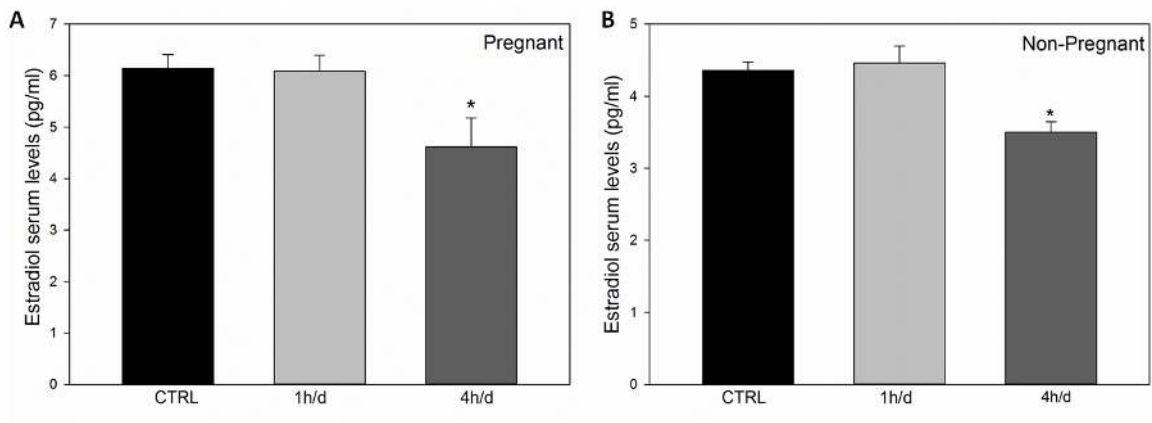 A
Pregnant
Estradiol serum levels (pg/ml)
7
6
5
4
3
2
1
0
*
CTRL 1h/d 4h/d
B
Non-Pregnant
Estradiol serum levels (pg/ml)
5
4
3
2
1
0
*
CTRL 1h/d 4h/d